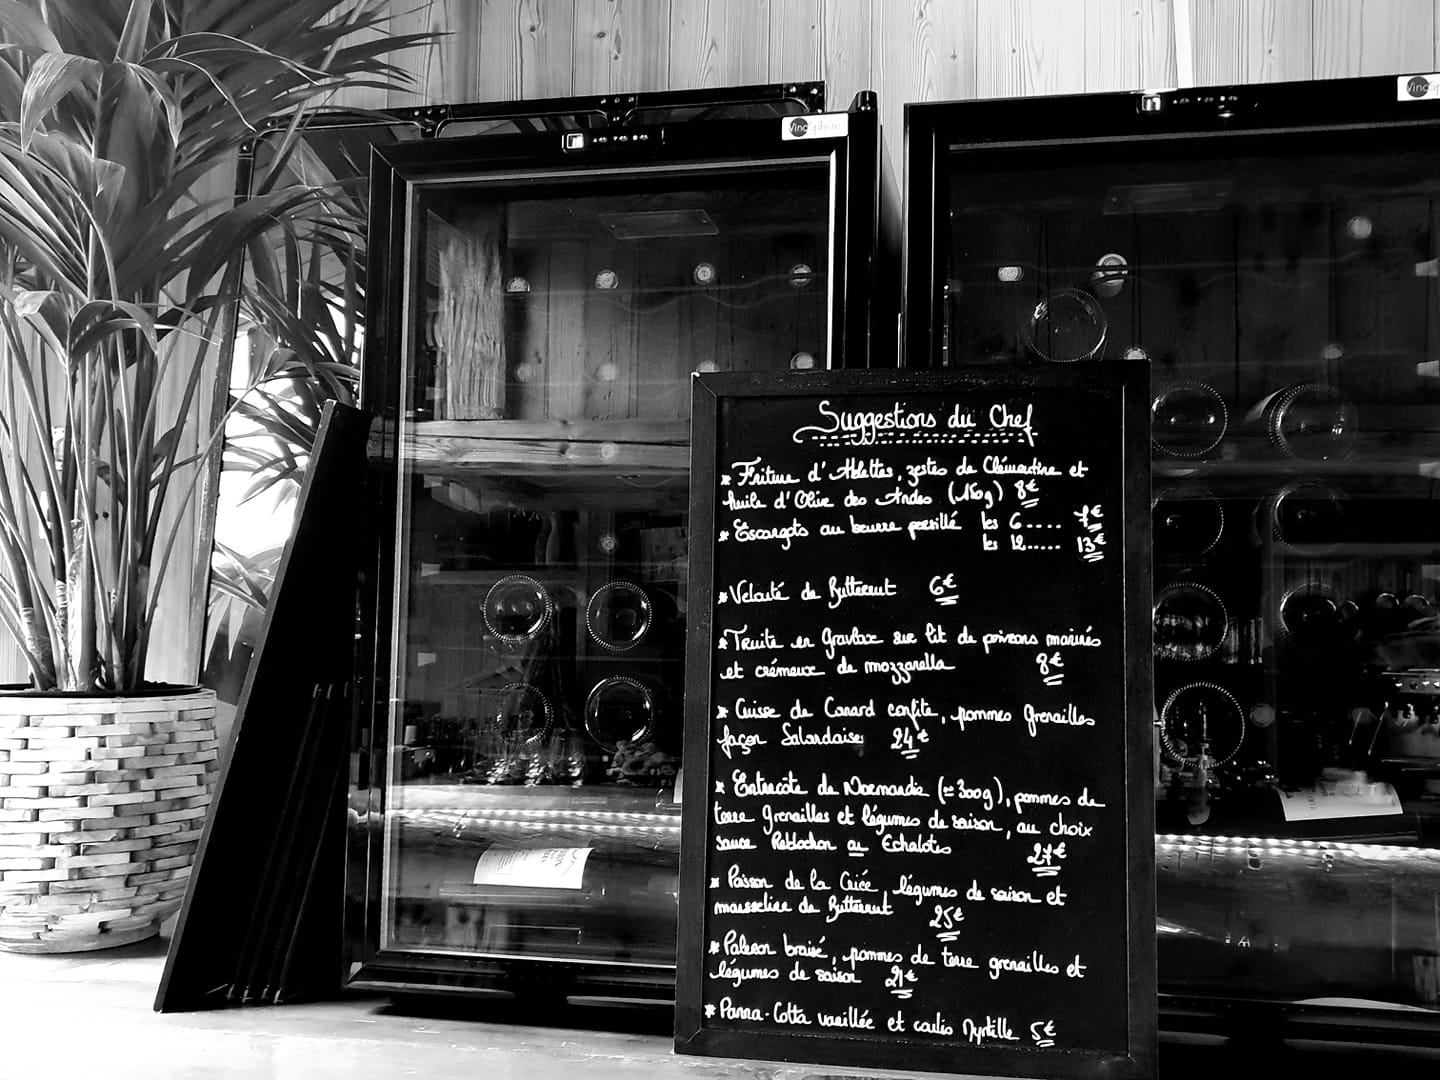 Vinosphère
Suggestions du Chef
* Friture d'Ablettes, zestes de Clémentine et
huile d'Olive des Andes (150g) 8€
* Escargots au beurre persillé les 6..... 7€
les 12..... 13€
* Velouté de Butternut 6€
* Truite en Gravlax sur lit de poivrons marinés
et crémeux de mozzarella 8€
* Cuisse de Canard confite, pommes Grenailles
façon Salardaise 24€
* Entrecôte de Normandie (≃300g), pommes de
terre Grenailles et légumes de saison, au choix
sauce Reblochon ou Echalotes 27€
* Poisson de la Criée, légumes de saison et
mousseline de Butternut 25€
* Paleron braisé, pommes de terre grenailles et
légumes de saison 21€
* Panna-Cotta vanillée et coulis Myrtille 5€